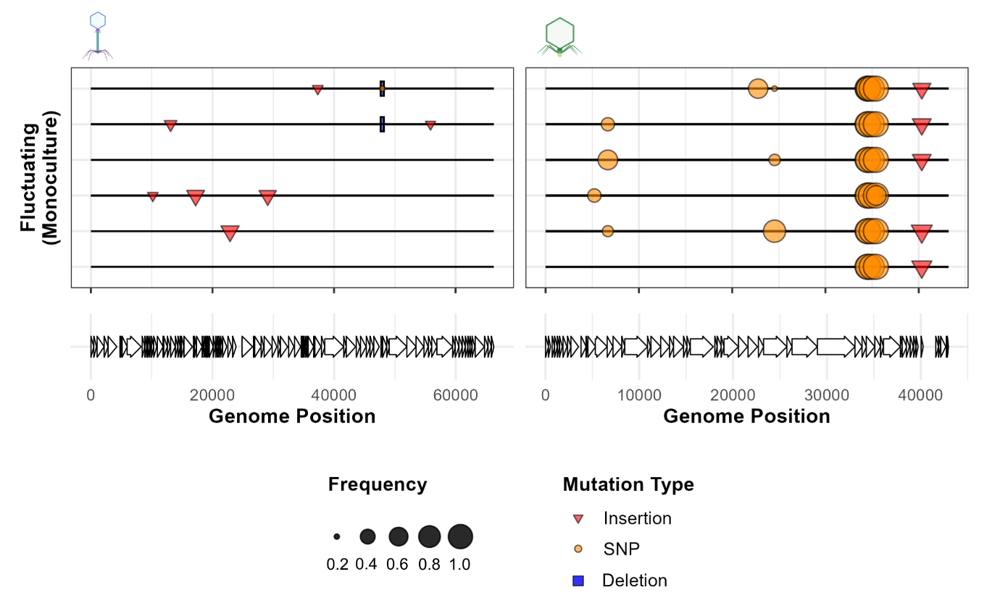 Fluctuating
(Monoculture)
0 20000 40000 60000
Genome Position
0 10000 20000 30000 40000
Genome Position
Frequency
0.2 0.4 0.6 0.8 1.0
Mutation Type
Insertion
SNP
Deletion